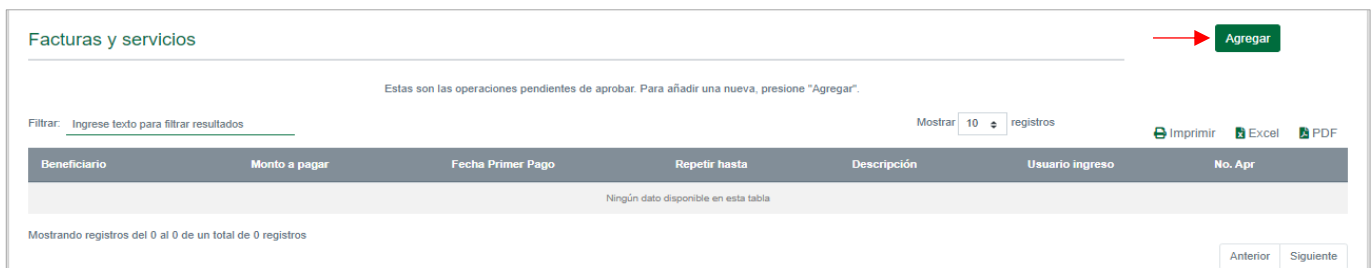 Facturas y servicios Agregar
Estas son las operaciones pendientes de aprobar. Para añadir una nueva, presione "Agregar".
Filtrar: Ingrese texto para filtrar resultados Mostrar 10 registros Imprimir Excel PDF
Beneficiario Monto a pagar Fecha Primer Pago Repetir hasta Descripción Usuario ingreso No. Apr
Ningún dato disponible en esta tabla
Mostrando registros del 0 al 0 de un total de 0 registros
Anterior Siguiente